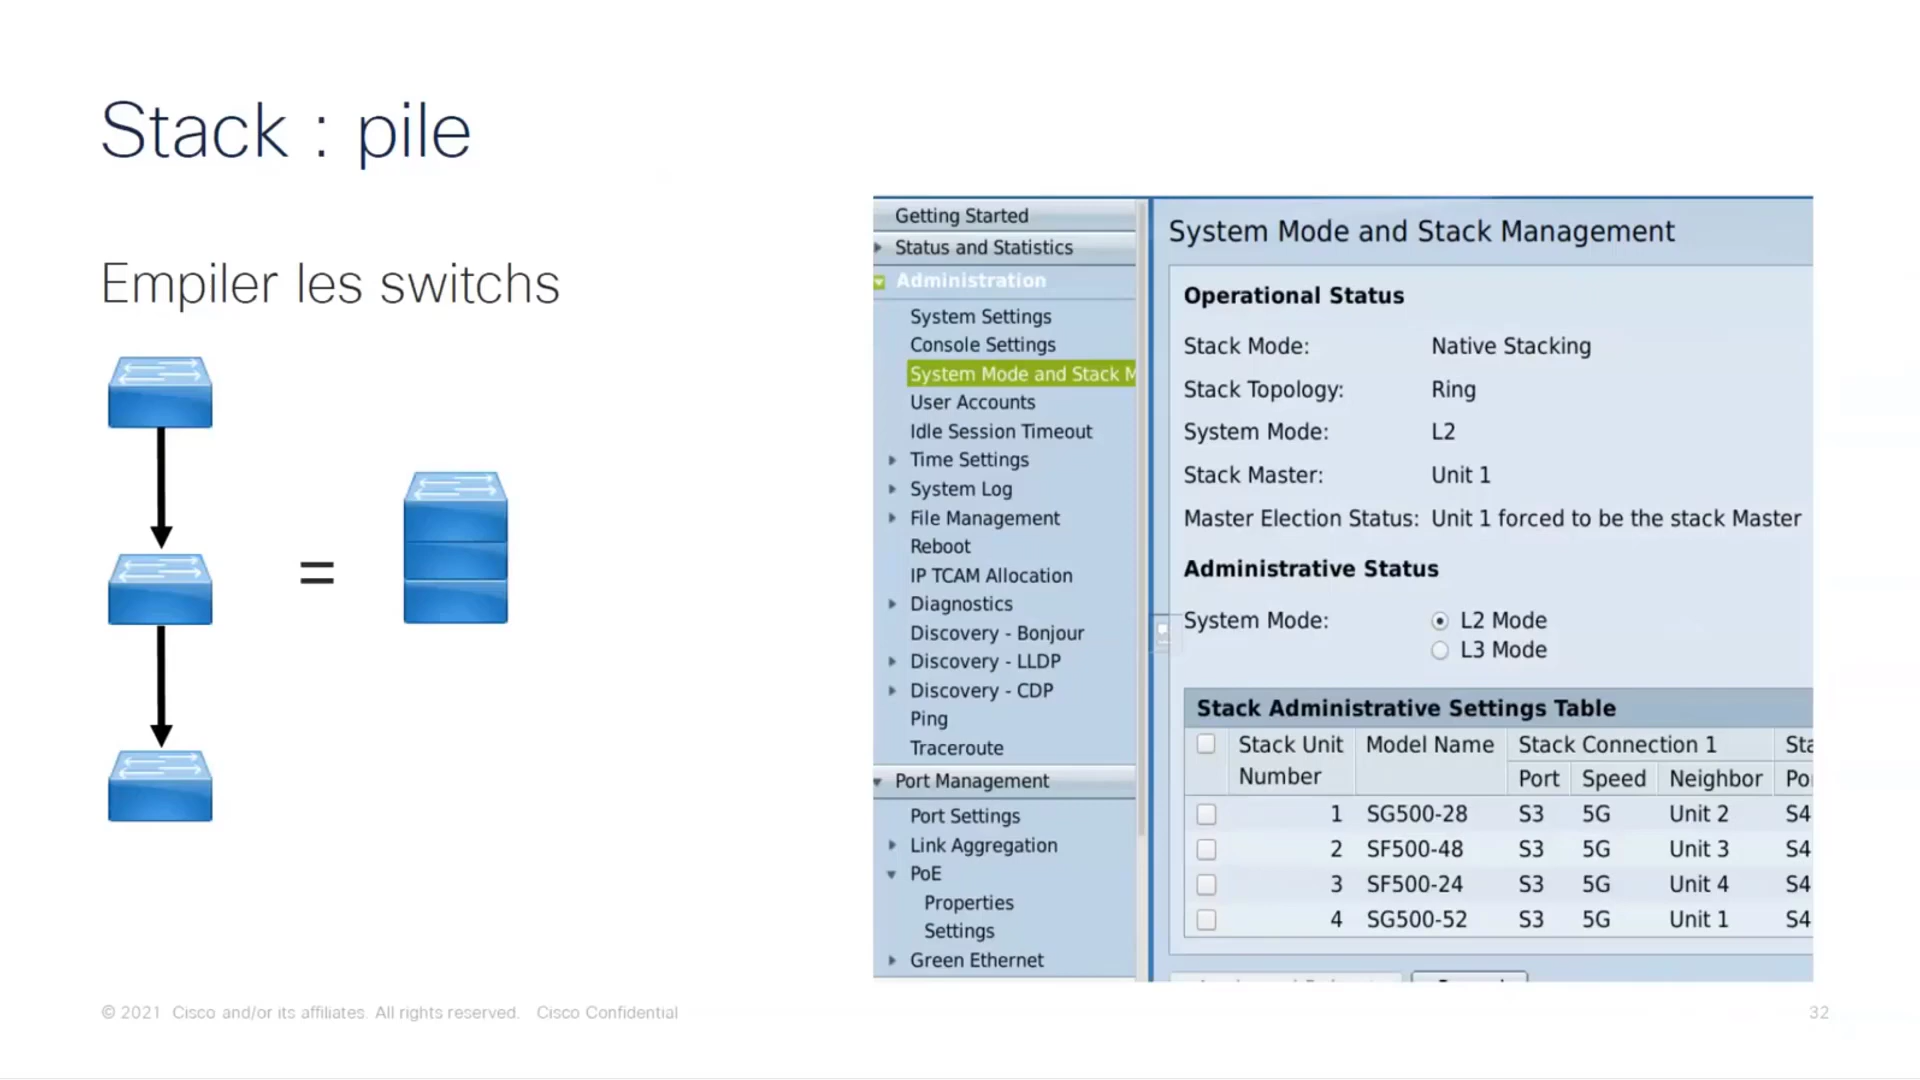 Stack : pile
Empiler les switchs
=
Getting Started
Status and Statistics
Administration
System Settings
Console Settings
System Mode and Stack M
User Accounts
Idle Session Timeout
Time Settings
System Log
File Management
Reboot
IP TCAM Allocation
Diagnostics
Discovery - Bonjour
Discovery - LLDP
Discovery - CDP
Ping
Traceroute
Port Management
Port Settings
Link Aggregation
PoE
Properties
Settings
Green Ethernet
System Mode and Stack Management
Operational Status
Stack Mode: Native Stacking
Stack Topology: Ring
System Mode: L2
Stack Master: Unit 1
Master Election Status: Unit 1 forced to be the stack Master
Administrative Status
System Mode: L2 Mode
L3 Mode
Stack Administrative Settings Table
Stack Unit Number Model Name Stack Connection 1 Sta
Port Speed Neighbor Po
1 SG500-28 S3 5G Unit 2 S4
2 SF500-48 S3 5G Unit 3 S4
3 SF500-24 S3 5G Unit 4 S4
4 SG500-52 S3 5G Unit 1 S4
© 2021 Cisco and/or its affiliates. All rights reserved. Cisco Confidential
32